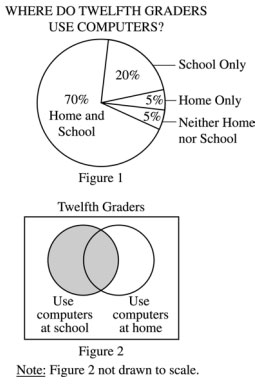 WHERE DO TWELFTH GRADERS
USE COMPUTERS?
School Only
20%
70%
Home and
School
5%
Home Only
5%
Neither Home
nor School
Figure 1
Twelfth Graders
Use
computers
at school
Use
computers
at home
Figure 2
Note: Figure 2 not drawn to scale.